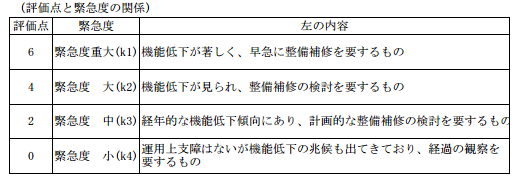 (評価点と緊急度の関係)
評価点 緊急度 左の内容
6 緊急度重大(k1) 機能低下が著しく、早急に整備補修を要するもの
4 緊急度 大(k2) 機能低下が見られ、整備補修の検討を要するもの
2 緊急度 中(k3) 経年的な機能低下傾向にあり、計画的な整備補修の検討を要するもの
0 緊急度 小(k4) 運用上支障はないが機能低下の兆候も出てきており、経過の観察を
要するもの